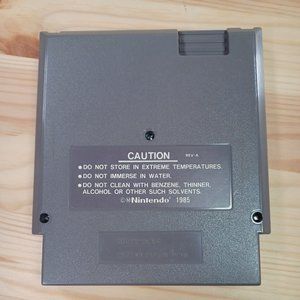 CAUTION
REV-A
●DO NOT STORE IN EXTREME TEMPERATURES.
●DO NOT IMMERSE IN WATER.
●DO NOT CLEAN WITH BENZENE, THINNER,
ALCOHOL OR OTHER SUCH SOLVENTS.
©™Nintendo® 1985